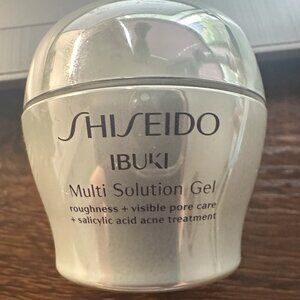 SHISEIDO
IBUKI
Multi Solution Gel
roughness + visible pore care
+ salicylic acid acne treatment